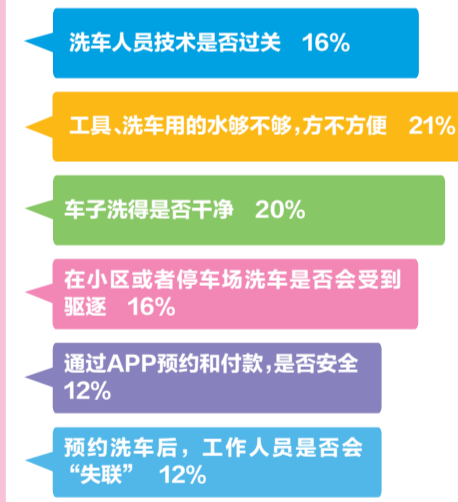 洗车人员技术是否过关 16%
工具、洗车用的水够不够,方不方便 21%
车子洗得是否干净 20%
在小区或者停车场洗车是否会受到
驱逐 16%
通过APP预约和付款,是否安全
12%
预约洗车后，工作人员是否会
“失联” 12%